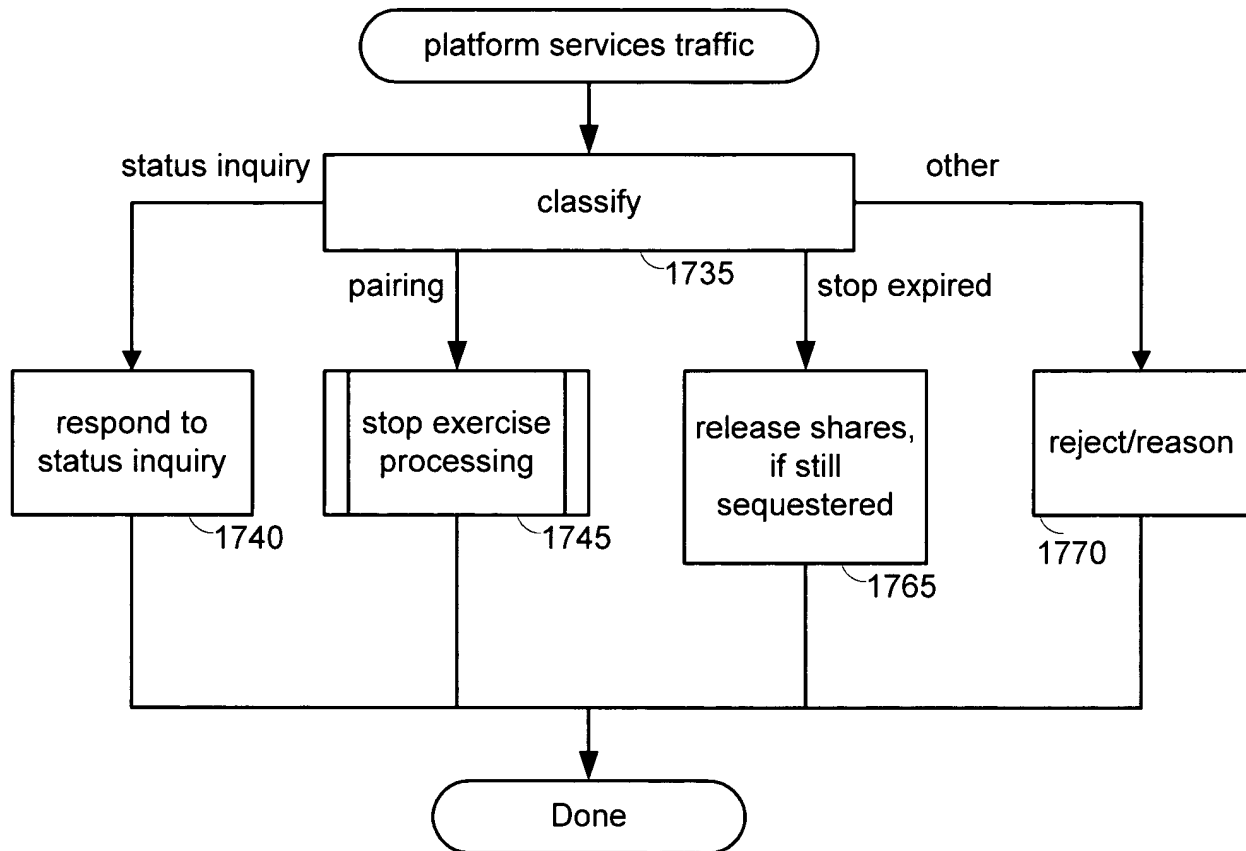 platform services traffic
status inquiry
other
classify
1735
pairing
stop expired
respond to
status inquiry
stop exercise
processing
release shares,
if still
sequestered
reject/reason
1740
1745
1765
1770
Done